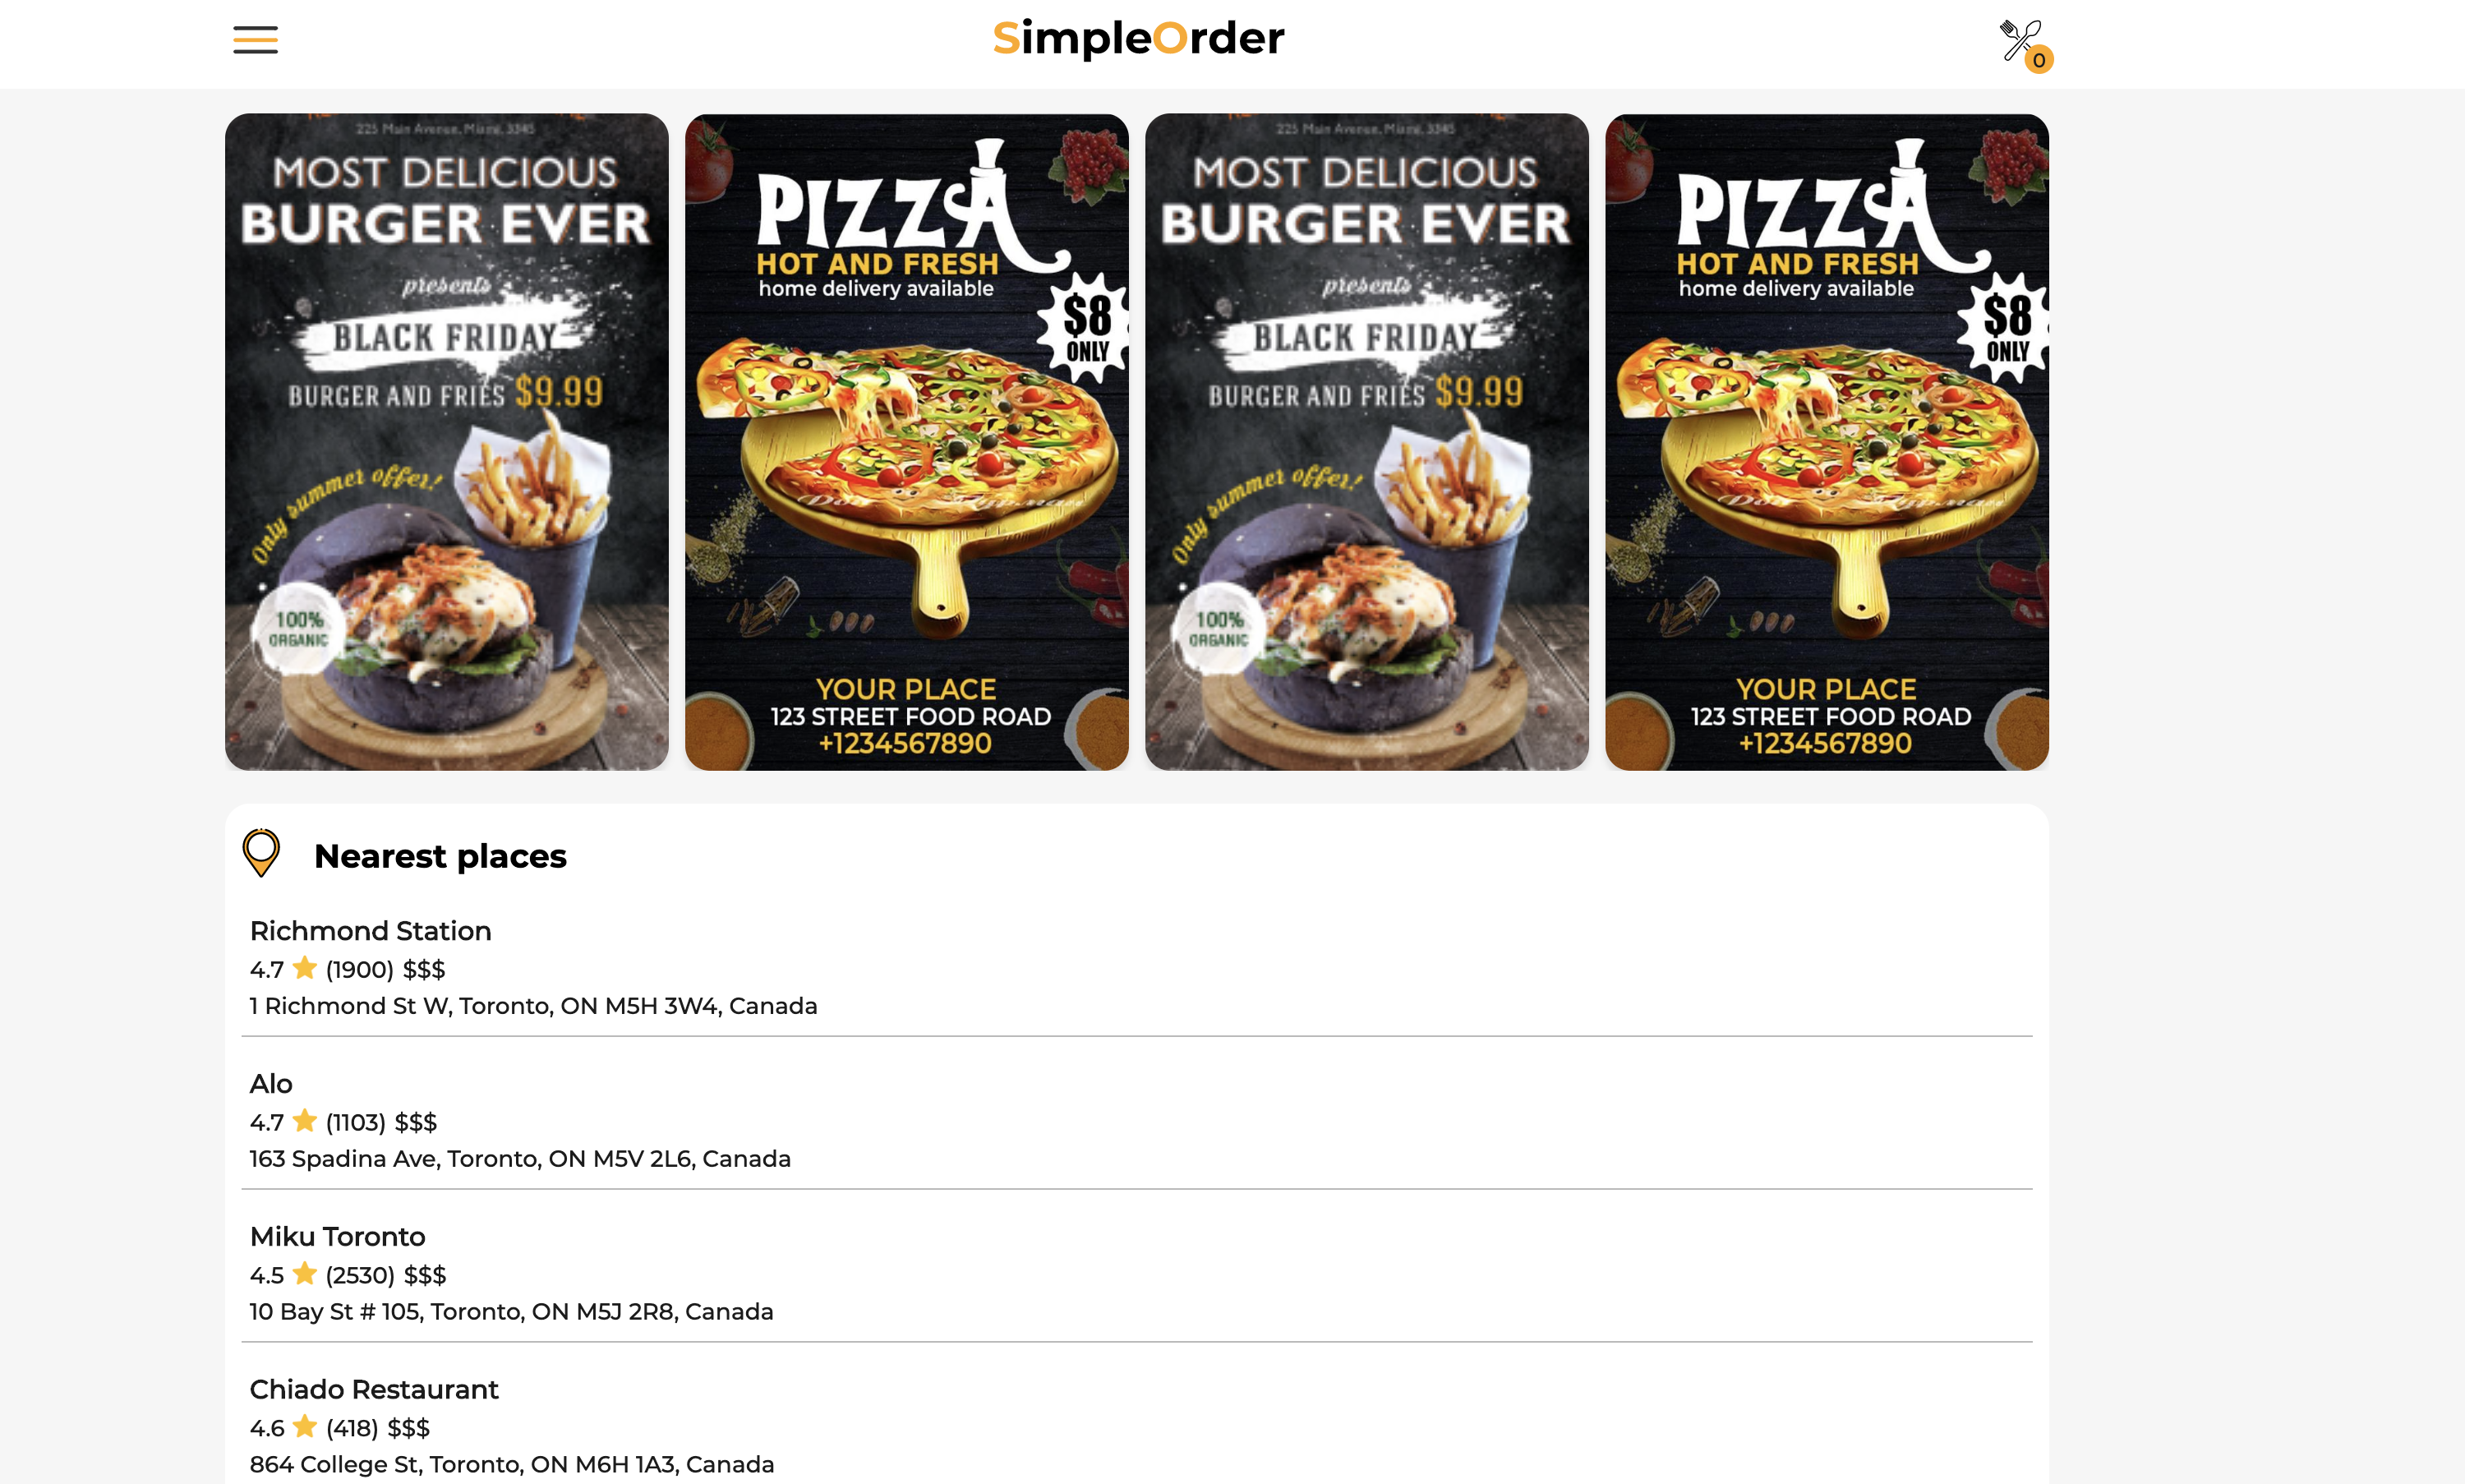 SimpleOrder
0
225 Main Avenue, Miami, 3345
MOST DELICIOUS
BURGER EVER
presents
BLACK FRIDAY
BURGER AND FRIES $9.99
Only summer offer!
100%
ORGANIC
PIZZA
HOT AND FRESH
home delivery available
$8
ONLY
YOUR PLACE
123 STREET FOOD ROAD
+1234567890
225 Main Avenue, Miami, 3345
MOST DELICIOUS
BURGER EVER
presents
BLACK FRIDAY
BURGER AND FRIES $9.99
Only summer offer!
100%
ORGANIC
PIZZA
HOT AND FRESH
home delivery available
$8
ONLY
YOUR PLACE
123 STREET FOOD ROAD
+1234567890
Nearest places
Richmond Station
4.7 ★ (1900) $$$
1 Richmond St W, Toronto, ON M5H 3W4, Canada
Alo
4.7 ★ (1103) $$$
163 Spadina Ave, Toronto, ON M5V 2L6, Canada
Miku Toronto
4.5 ★ (2530) $$$
10 Bay St # 105, Toronto, ON M5J 2R8, Canada
Chiado Restaurant
4.6 ★ (418) $$$
864 College St, Toronto, ON M6H 1A3, Canada